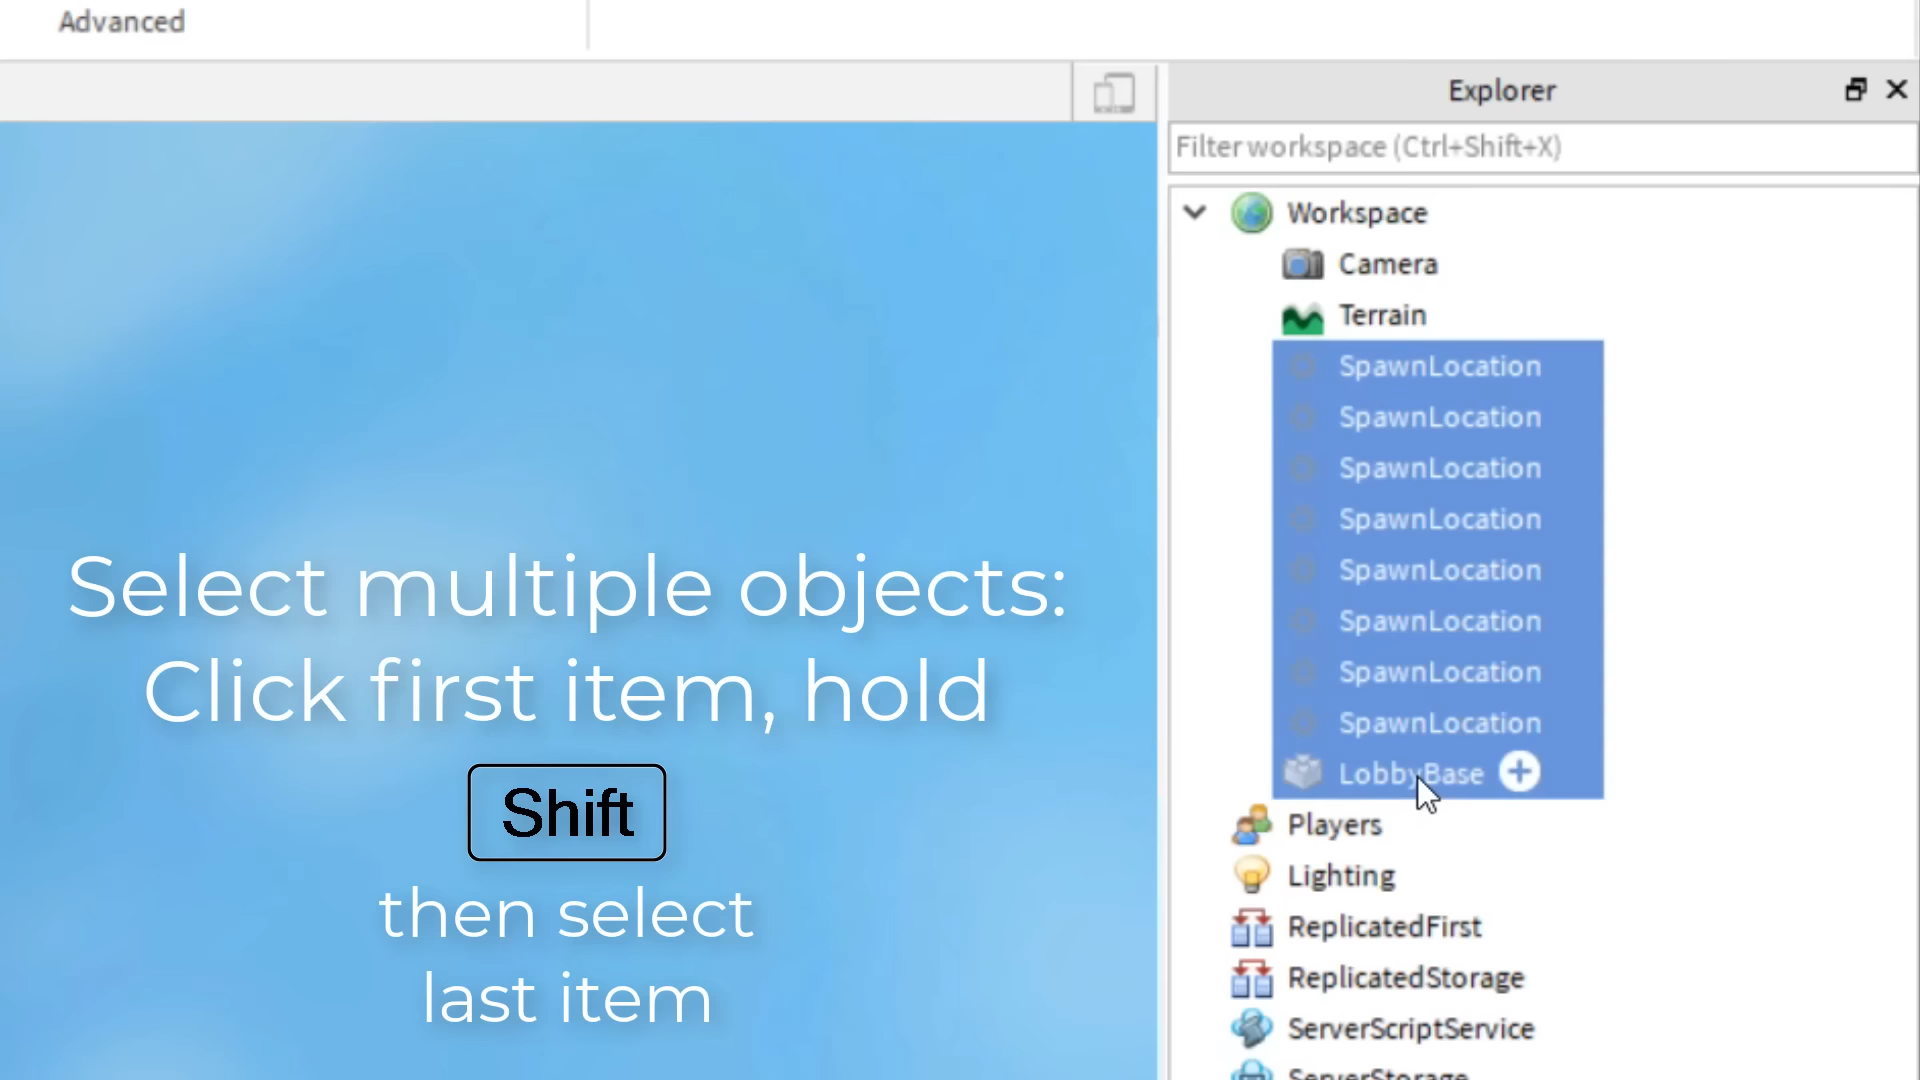 Advanced
Explorer
Filter workspace (Ctrl+Shift+X)
Workspace
Camera
Terrain
SpawnLocation
SpawnLocation
SpawnLocation
SpawnLocation
SpawnLocation
SpawnLocation
SpawnLocation
SpawnLocation
LobbyBase
Players
Lighting
ReplicatedFirst
ReplicatedStorage
ServerScriptService
ServerStorage
Select multiple objects:
Click first item, hold
Shift
then select
last item